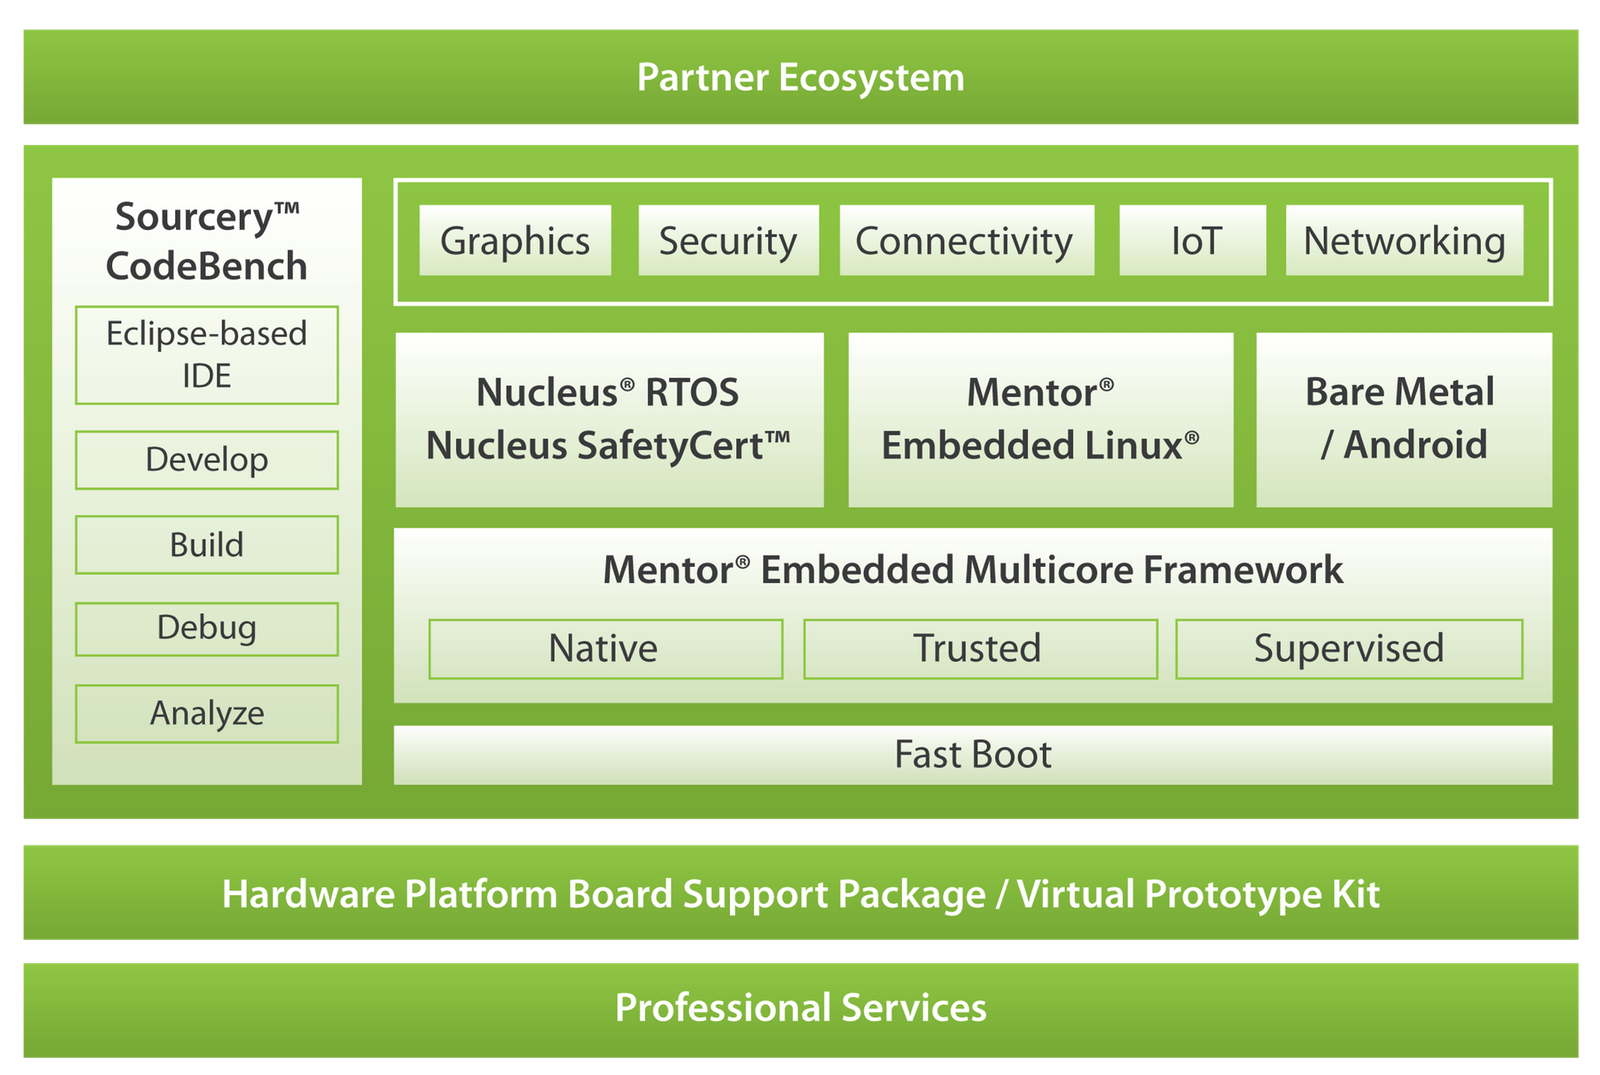 Partner Ecosystem
Sourcery™
CodeBench
Eclipse-based
IDE
Develop
Build
Debug
Analyze
Graphics
Security
Connectivity
IoT
Networking
Nucleus® RTOS
Nucleus SafetyCert™
Mentor®
Embedded Linux®
Bare Metal
/ Android
Mentor® Embedded Multicore Framework
Native
Trusted
Supervised
Fast Boot
Hardware Platform Board Support Package / Virtual Prototype Kit
Professional Services